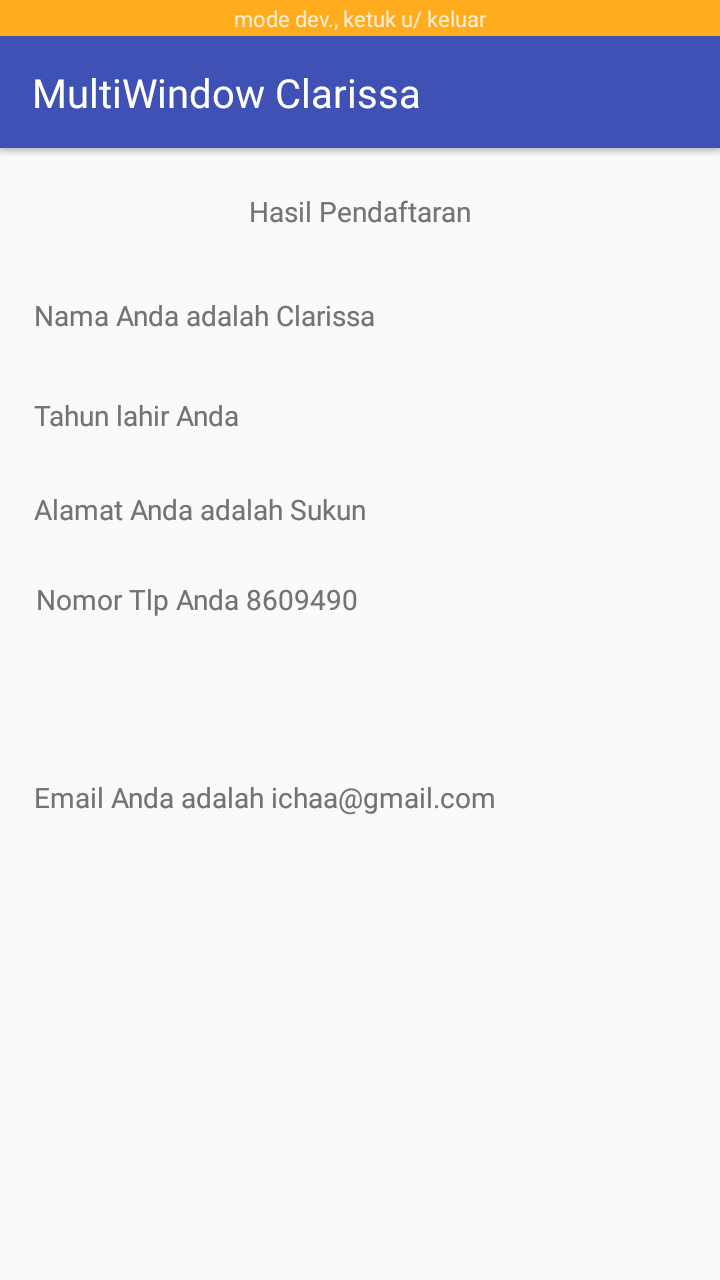 mode dev., ketuk u/ keluar
MultiWindow Clarissa
Hasil Pendaftaran
Nama Anda adalah Clarissa
Tahun lahir Anda
Alamat Anda adalah Sukun
Nomor Tlp Anda 8609490
Email Anda adalah ichaa@gmail.com